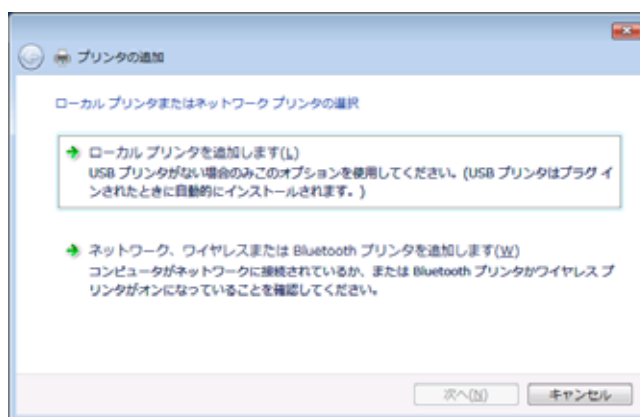 プリンタの追加
ローカル プリンタまたはネットワーク プリンタの選択
ローカル プリンタを追加します(L)
USB プリンタがない場合のみこのオプションを使用してください。(USB プリンタはプラグ イ
ンされたときに自動的にインストールされます。)
ネットワーク、ワイヤレスまたは Bluetooth プリンタを追加します(W)
コンピュータがネットワークに接続されているか、または Bluetooth プリンタかワイヤレス プ
リンタがオンになっていることを確認してください。
次へ(N)
キャンセル